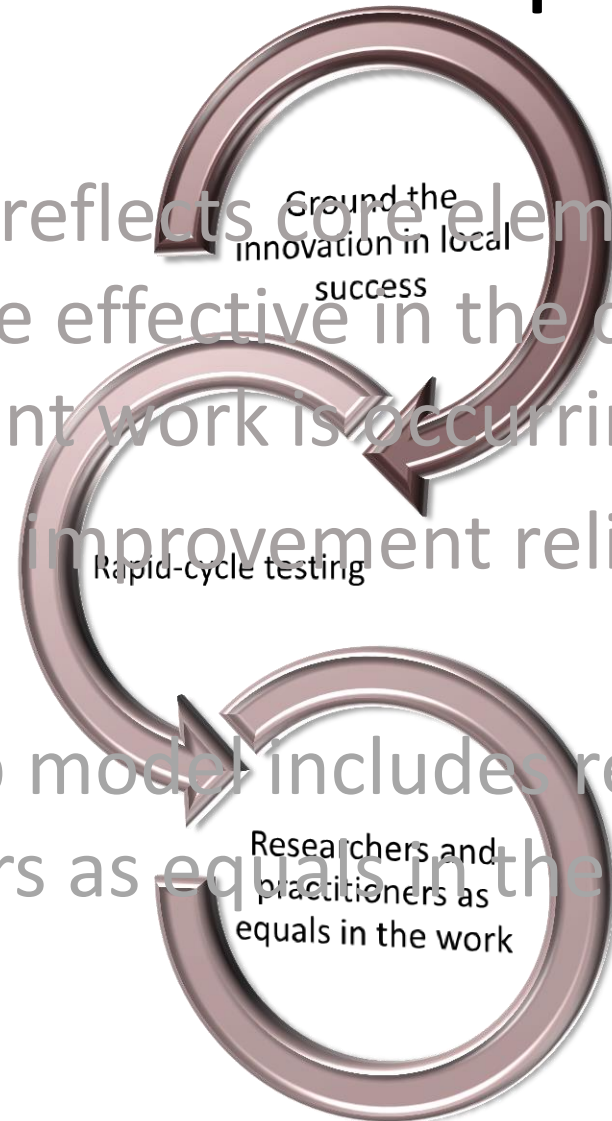 reflects core elem
Ground the
innovation in local
success
e effective in the
nt work is occurrin
improvement reli
Rapid-cycle testing
model includes re
Researchers and
practitioners as
equals in the work
rs as equals in the